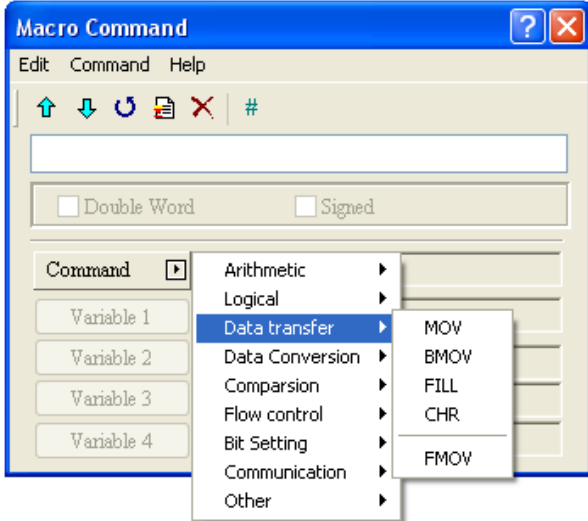 Macro Command
Edit Command Help
#
Double Word Signed
Command
Variable 1
Variable 2
Variable 3
Variable 4
Arithmetic
Logical
Data transfer
Data Conversion
Comparsion
Flow control
Bit Setting
Communication
Other
MOV
BMOV
FILL
CHR
FMOV